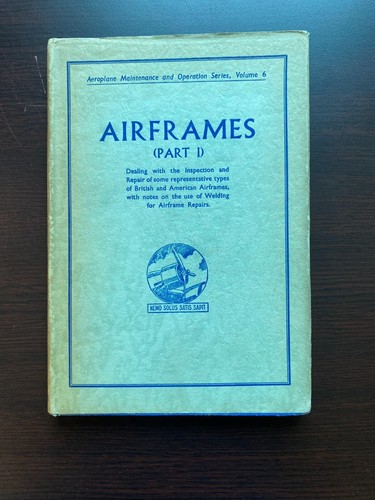 Aeroplane Maintenance and Operation Series, Volume 6
AIRFRAMES
(PART I)
Dealing with the Inspection and
Repair of some representative types
of British and American Airframes,
with notes on the use of Welding
for Airframe Repairs.
NEMO SOLUS SATIS SAPIT